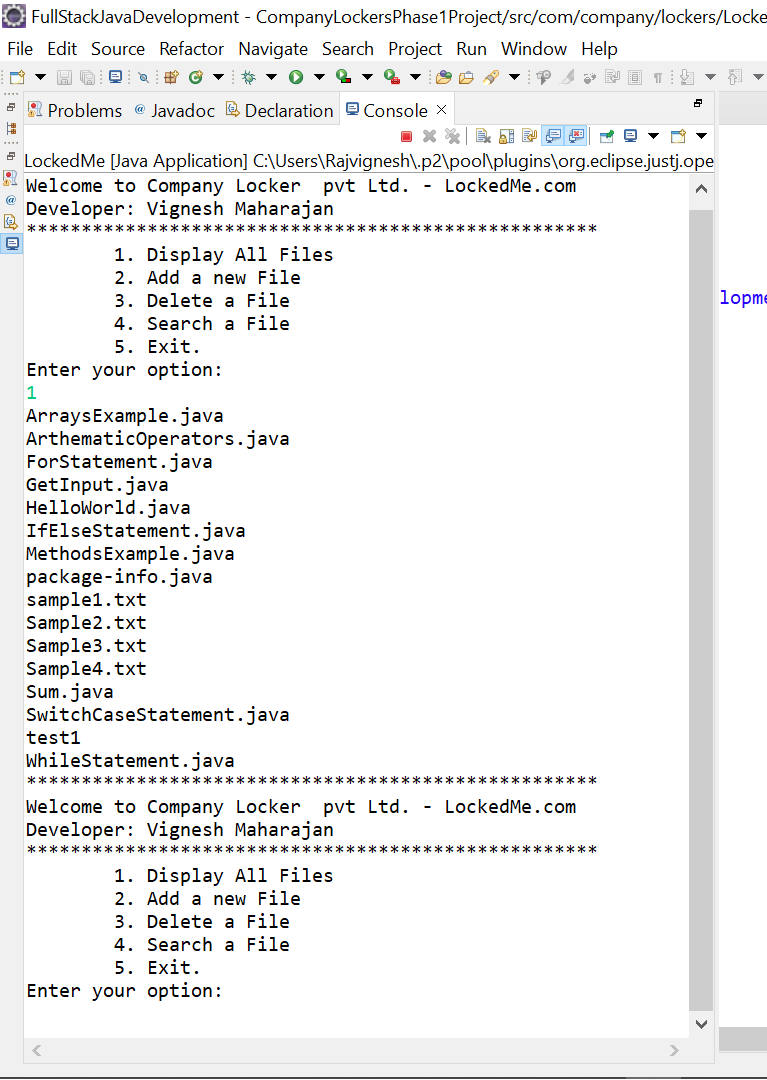 FullStackJavaDevelopment - CompanyLockersPhase1Project/src/com/company/lockers/Locke
File Edit Source Refactor Navigate Search Project Run Window Help
Problems @ Javadoc Declaration Console
LockedMe [Java Application] C:\Users\Rajvignesh\.p2\pool\plugins\org.eclipse.justj.ope
Welcome to Company Locker  pvt Ltd. - LockedMe.com
Developer: Vignesh Maharajan
****************************************************
        1. Display All Files
        2. Add a new File
        3. Delete a File
        4. Search a File
        5. Exit.
lopme
Enter your option:
1
ArraysExample.java
ArthematicOperators.java
ForStatement.java
GetInput.java
HelloWorld.java
IfElseStatement.java
MethodsExample.java
package-info.java
sample1.txt
Sample2.txt
Sample3.txt
Sample4.txt
Sum.java
SwitchCaseStatement.java
test1
WhileStatement.java
****************************************************
Welcome to Company Locker  pvt Ltd. - LockedMe.com
Developer: Vignesh Maharajan
****************************************************
        1. Display All Files
        2. Add a new File
        3. Delete a File
        4. Search a File
        5. Exit.
Enter your option: